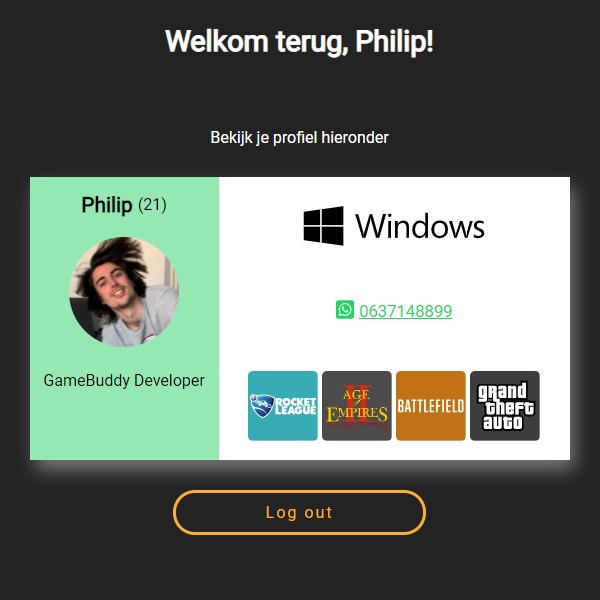 Welkom terug, Philip!
Bekijk je profiel hieronder
Philip (21)
GameBuddy Developer
Windows
0637148899
ROCKET
LEAGUE
AGE
of
EMPIRES
II
BATTLEFIELD
grand
theft
auto
Log out